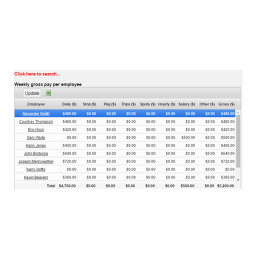 Click here to search...
Weekly gross pay per employee
Update
Employee Daily ($) Stop ($) Pkg ($) Trips ($) Spots ($) Hourly ($) Salary ($) Other ($) Gross ($)
Alexander Smith $480.00 $0.00 $0.00 $0.00 $0.00 $0.00 $0.00 $0.00 $480.00
Courtney Thompson $480.00 $0.00 $0.00 $0.00 $0.00 $0.00 $0.00 $0.00 $480.00
Eric Hook $420.00 $0.00 $0.00 $0.00 $0.00 $0.00 $0.00 $0.00 $420.00
Gary Wade $0.00 $0.00 $0.00 $0.00 $0.00 $0.00 $500.00 $0.00 $500.00
Harry Jones $400.00 $0.00 $0.00 $0.00 $0.00 $0.00 $0.00 $0.00 $400.00
John $640.00 $0.00 $0.00 $0.00 $0.00 $0.00 $0.00 $0.00 $640.00
Joseph Merriweather $720.00 $0.00 $0.00 $0.00 $0.00 $0.00 $0.00 $0.00 $720.00
Kerry Griffis $0.00 $0.00 $0.00 $0.00 $0.00 $0.00 $0.00 $0.00 $0.00
Kevin $360.00 $0.00 $0.00 $0.00 $0.00 $0.00 $0.00 $0.00 $360.00
Total $4,700.00 $0.00 $0.00 $0.00 $0.00 $0.00 $500.00 $0.00 $5,200.00